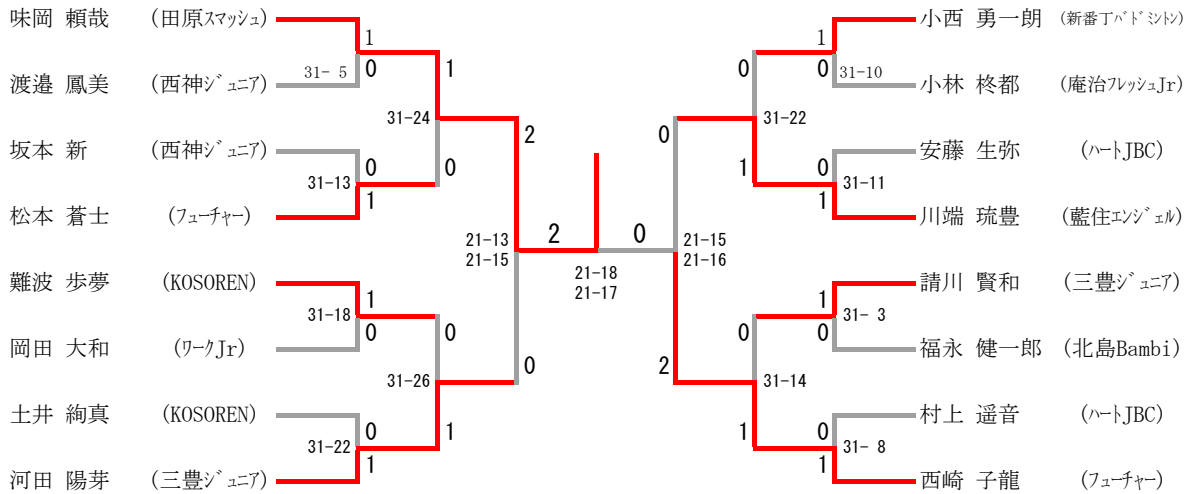 味岡 頼哉 (田原スマッシュ)
1
31- 5 0
渡邉 鳳美 (西神ジュニア)
1
31-24
坂本 新 (西神ジュニア)
0 0
31-13
1
松本 蒼士 (フューチャー)
2
21-13
21-15
難波 歩夢 (KOSOREN)
1
31-18
0 0
岡田 大和 (ワークJr)
31-26
0
土井 絢真 (KOSOREN)
0 1
31-22
1
河田 陽芽 (三豊ジュニア)
2 0
21-18
21-17
小西 勇一朗 (新番丁バドミントン)
1
0 0 31-10
小林 柊都 (庵治フレッシュJr)
31-22
0
安藤 生弥 (ハートJBC)
1 0
31-11
1
川端 琉豊 (藍住エンジェル)
21-15
21-16
請川 賢和 (三豊ジュニア)
1
31- 3
0 0
福永 健一郎 (北島Bambi)
2
31-14
村上 遥音 (ハートJBC)
1 0
31- 8
1
西崎 子龍 (フューチャー)